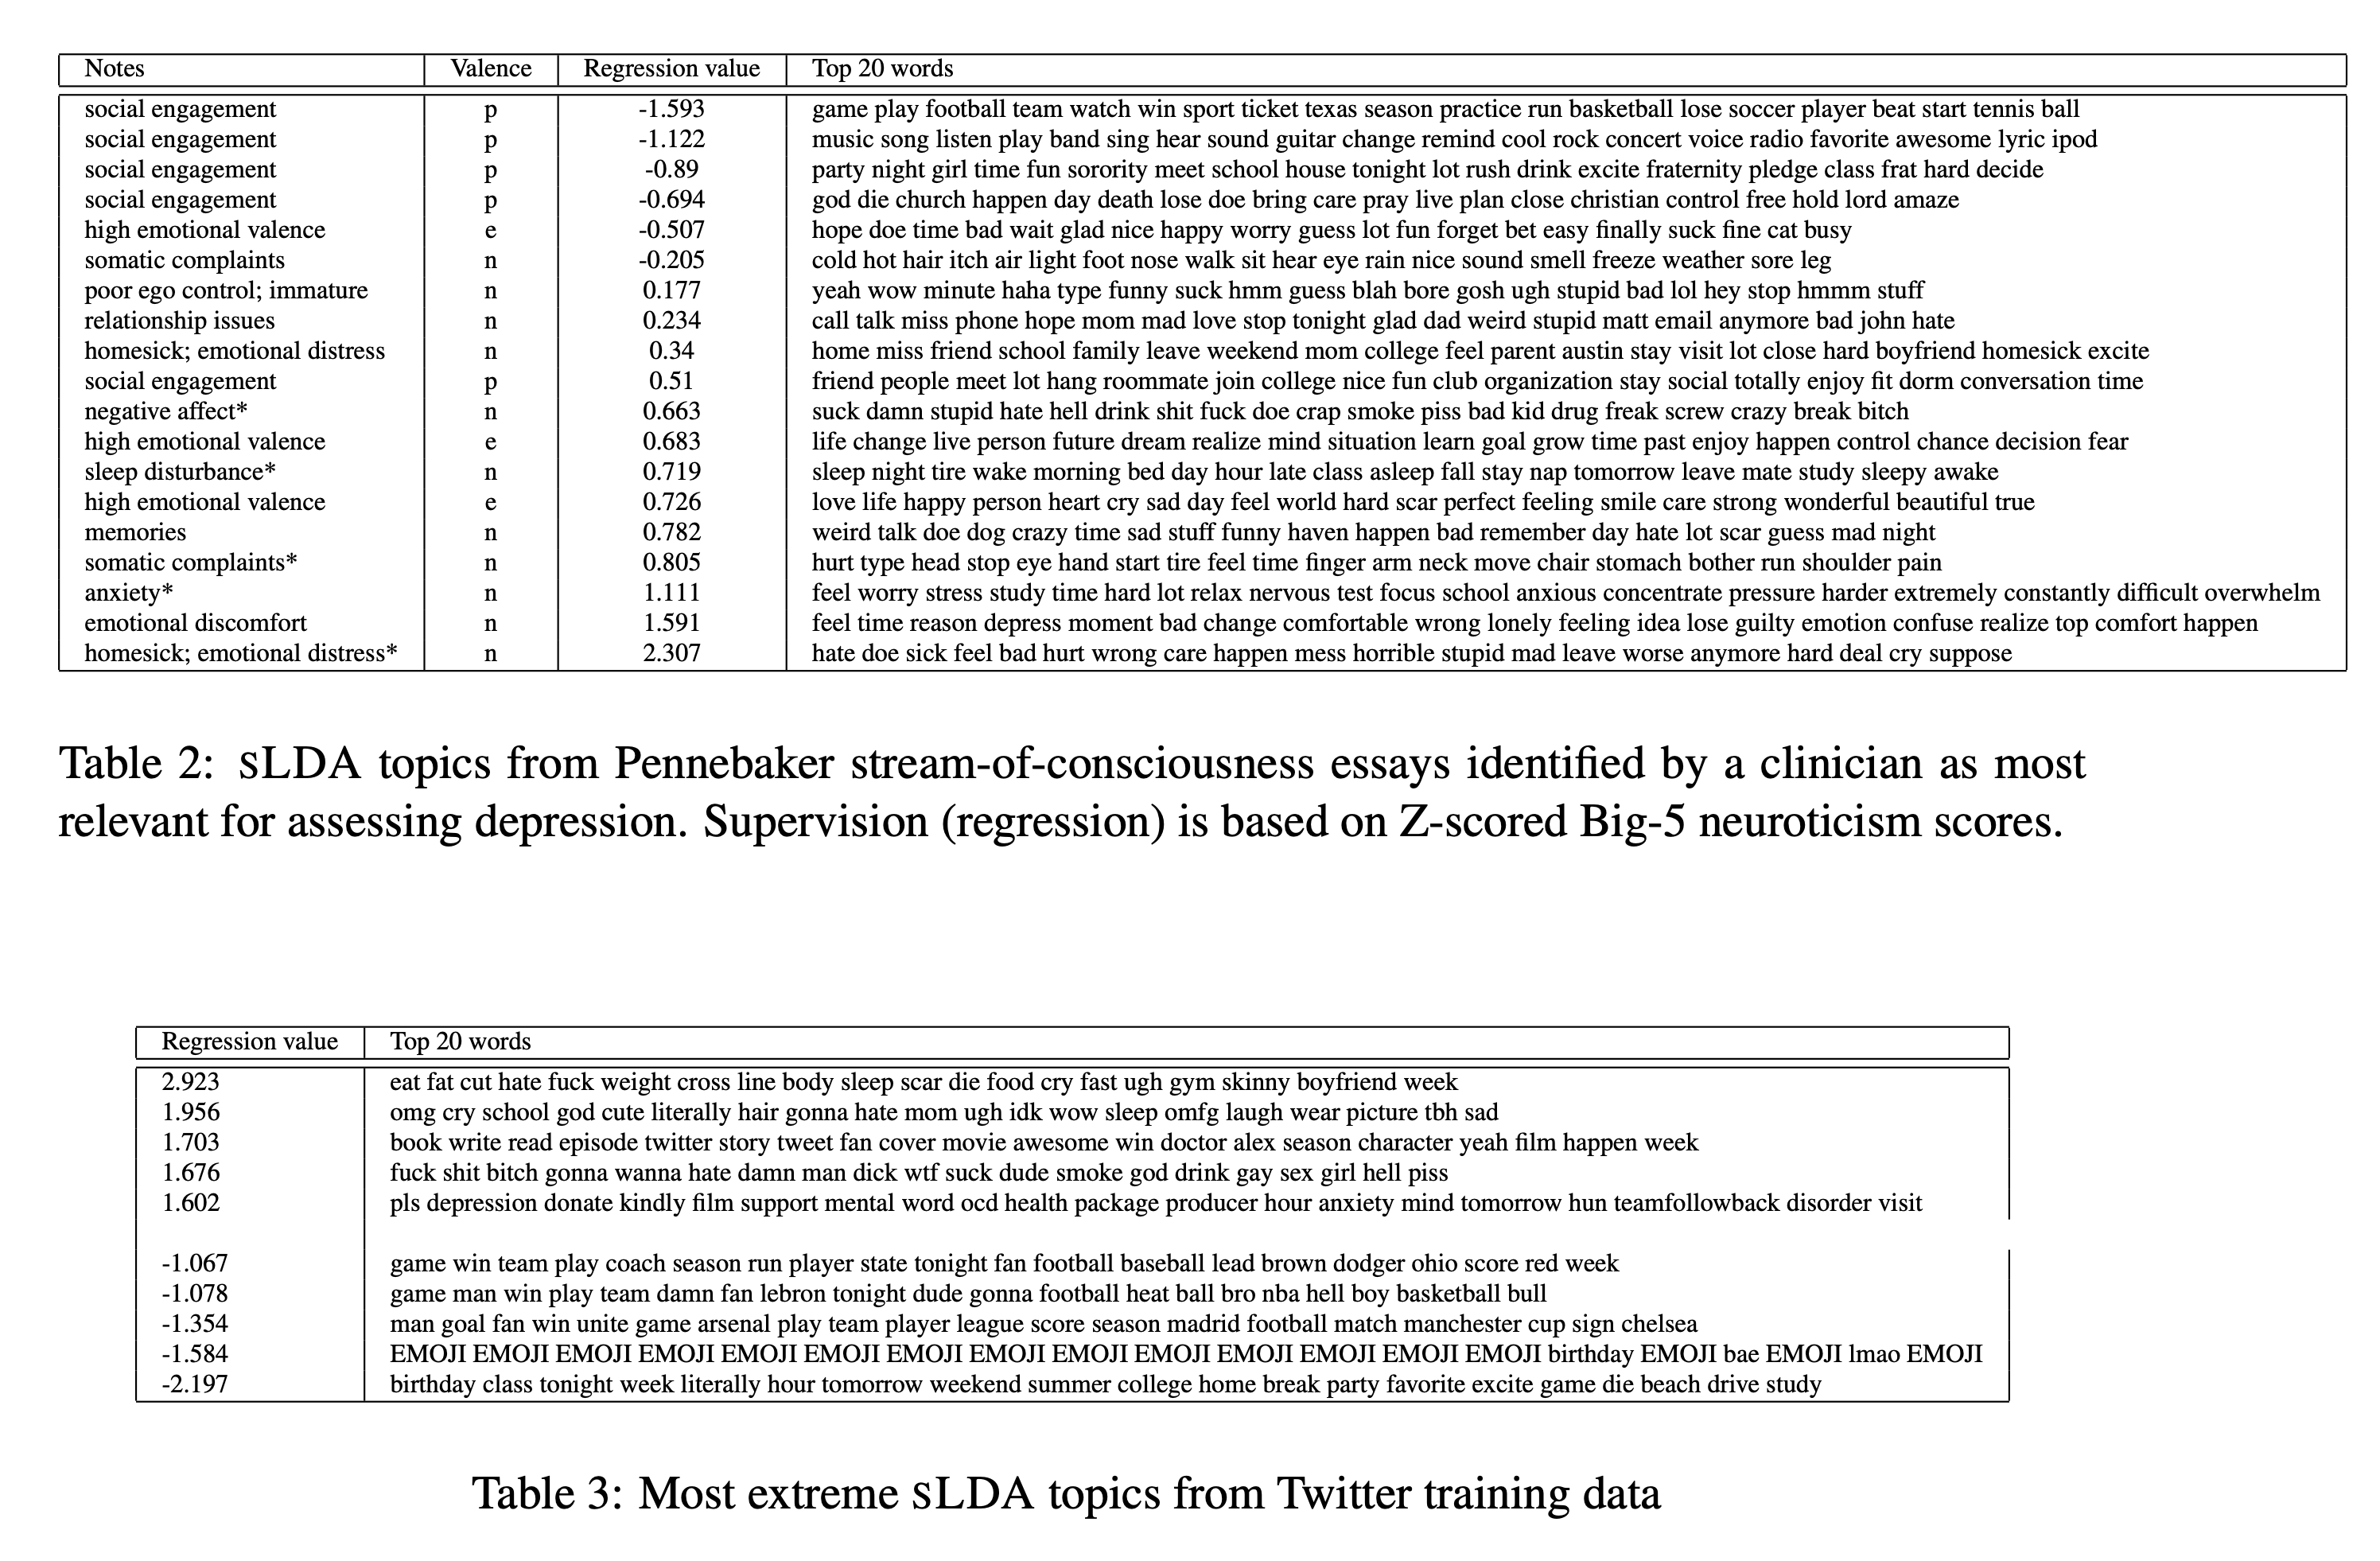 Notes Valence Regression value Top 20 words
social engagement p -1.593 game play football team watch win sport ticket texas season practice run basketball lose soccer player beat start tennis ball
social engagement p -1.122 music song listen play band sing hear sound guitar change remind cool rock concert voice radio favorite awesome lyric ipod
social engagement p -0.89 party night girl time fun sorority meet school house tonight lot rush drink excite fraternity pledge class frat hard decide
social engagement p -0.694 god die church happen day death lose doe bring care pray live plan close christian control free hold lord amaze
high emotional valence e -0.507 hope doe time bad wait glad nice happy worry guess lot fun forget bet easy finally suck fine cat busy
somatic complaints n -0.205 cold hot hair itch air light foot nose walk sit hear eye rain nice sound smell freeze weather sore leg
poor ego control; immature n 0.177 yeah wow minute haha type funny suck hmm guess blah bore gosh ugh stupid bad lol hey stop hmmm stuff
relationship issues n 0.234 call talk miss phone hope mom mad love stop tonight glad dad weird stupid matt email anymore bad john hate
homesick; emotional distress n 0.34 home miss friend school family leave weekend mom college feel parent austin stay visit lot close hard boyfriend homesick excite
social engagement p 0.51 friend people meet lot hang roommate join college nice fun club organization stay social totally enjoy fit dorm conversation time
negative affect* n 0.663 suck damn stupid hate hell drink shit fuck doe crap smoke piss bad kid drug freak screw crazy break bitch
high emotional valence e 0.683 life change live person future dream realize mind situation learn goal grow time past enjoy happen control chance decision fear
sleep disturbance* n 0.719 sleep night tire wake morning bed day hour late class asleep fall stay nap tomorrow leave mate study sleepy awake
high emotional valence e 0.726 love life happy person heart cry sad day feel world hard scar perfect feeling smile care strong wonderful beautiful true
memories n 0.782 weird talk doe dog crazy time sad stuff funny haven happen bad remember day hate lot scar guess mad night
somatic complaints* n 0.805 hurt type head stop eye hand start tire feel time finger arm neck move chair stomach bother run shoulder pain
anxiety* n 1.111 feel worry stress study time hard lot relax nervous test focus school anxious concentrate pressure harder extremely constantly difficult overwhelm
emotional discomfort n 1.591 feel time reason depress moment bad change comfortable wrong lonely feeling idea lose guilty emotion confuse realize top comfort happen
homesick; emotional distress* n 2.307 hate doe sick feel bad hurt wrong care happen mess horrible stupid mad leave worse anymore hard deal cry suppose
Table 2: SLDA topics from Pennebaker stream-of-consciousness essays identified by a clinician as most
relevant for assessing depression. Supervision (regression) is based on Z-scored Big-5 neuroticism scores.
Regression value Top 20 words
2.923 eat fat cut hate fuck weight cross line body sleep scar die food cry fast ugh gym skinny boyfriend week
1.956 omg cry school god cute literally hair gonna hate mom ugh idk wow sleep omfg laugh wear picture tbh sad
1.703 book write read episode twitter story tweet fan cover movie awesome win doctor alex season character yeah film happen week
1.676 fuck shit bitch gonna wanna hate damn man dick wtf suck dude smoke god drink gay sex girl hell piss
1.602 pls depression donate kindly film support mental word ocd health package producer hour anxiety mind tomorrow hun teamfollowback disorder visit
-1.067 game win team play coach season run player state tonight fan football baseball lead brown dodger ohio score red week
-1.078 game man win play team damn fan lebron tonight dude gonna football heat ball bro nba hell boy basketball bull
-1.354 man goal fan win unite game arsenal play team player league score season madrid football match manchester cup sign chelsea
-1.584 EMOJI EMOJI EMOJI EMOJI EMOJI EMOJI EMOJI EMOJI EMOJI EMOJI EMOJI EMOJI EMOJI EMOJI birthday EMOJI bae EMOJI lmao EMOJI
-2.197 birthday class tonight week literally hour tomorrow weekend summer college home break party favorite excite game die beach drive study
Table 3: Most extreme SLDA topics from Twitter training data